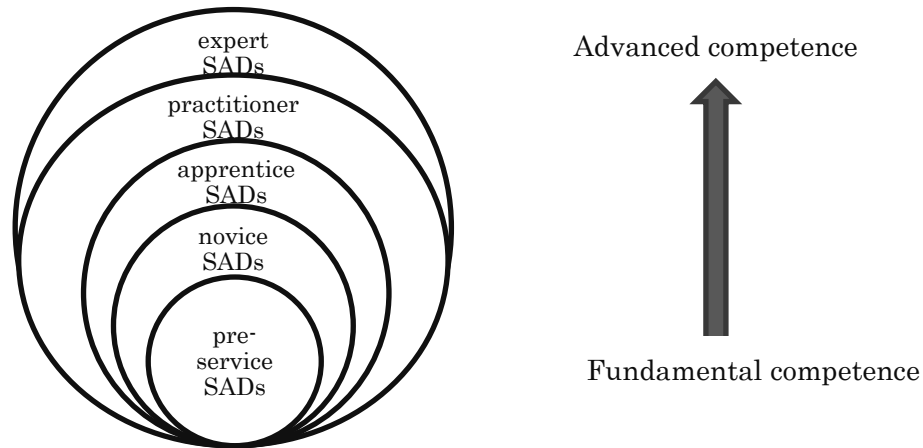 expert
SADs
practitioner
SADs
apprentice
SADs
novice
SADs
pre-
service
SADs
Advanced competence
Fundamental competence